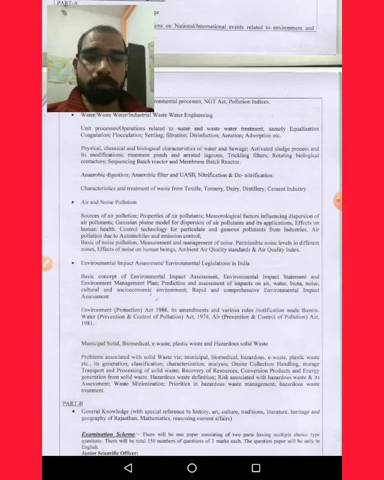 PART-A
ons on National/International events related to environment and
ironmental processes, NGT Act, Pollution Indices.
• Water/Waste Water/Industrial Waste Water Engineering
Unit processes/Operations related to water and waste water treatment, namely Equalization
Coagulation; Flocculation; Settling; filtration; Disinfection; Aeration; Adsorption etc.
Physical, chemical and biological characteristics of water and Sewage; Activated sludge process and
its modifications; treatment ponds and aerated lagoons, Trickling filters, Rotating biological
contactors; Sequencing Batch reactor and Membrane Batch Reactor.
Anaerobic digestion; Anaerobic filter and UASB, Nitrification & De- nitrification.
Characteristics and treatment of waste from Textile, Tennery, Dairy, Distillery, Cement Industry
• Air and Noise Pollution
Sources of air pollution; Properties of air pollutants; Meteorological factors influencing dispersion of
air pollutants; Gaussian plume model for dispersion of air pollutants and its applications, Effects on
human health, Control technology for particulate and gaseous pollutants from industries. Air
pollution due to Automobiles and emission control;
Basic of noise pollution, Measurement and management of noise. Permissible noise levels in different
zones, Effects of noise on human beings, Ambient Air Quality standards & Air Quality Index.
• Environmental Impact Assessment/ Environmental Legislations in India
Basic concept of Environmental Impact Assessment, Environmental Impact Statement and
Environment Management Plan; Prediction and assessment of impacts on air, water, biota, noise,
cultural and socioeconomic environment; Rapid and comprehensive Environmental Impact
Assessment
Environment (Protection) Act 1986, its amendments and various rules /notification made therein.
Water (Prevention & Control of Pollution) Act, 1974, Air (Prevention & Control of Pollution) Act,
1981.
Municipal Solid, Biomedical, e-waste, plastic waste and Hazardous solid Waste
Problems associated with solid Waste viz; municipal, biomedical, hazardous, e-waste, plastic waste
etc., its generation; classification; characterization; analysis; Onsite Collection Handling, storage
Transport and Processing of solid waste; Recovery of Resources, Conversion Products and Energy
generation from solid waste. Hazardous waste definition; Risk associated with hazardous waste & its
Assessment; Waste Minimization; Priorities in hazardous waste management; hazardous waste
treatment.
PART-B
• General Knowledge (with special reference to history, art, culture, traditions, literature, heritage and
geography of Rajasthan, Mathematics, reasoning current affairs)
Examination Scheme:- There will be one paper consisting of two parts having multiple choice type
questions. There will be total 150 numbers of questions of 3 marks each. The question paper will be only in
English.
Junior Scientific Officer: